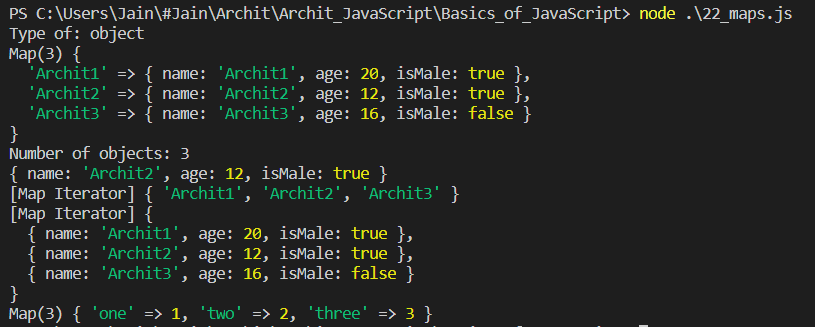 PS C:\Users\Jain\#Jain\Archit\Archit_JavaScript\Basics_of_JavaScript> node .\22_maps.js
Type of: object
Map(3) {
  'Archit1' => { name: 'Archit1', age: 20, isMale: true },
  'Archit2' => { name: 'Archit2', age: 12, isMale: true },
  'Archit3' => { name: 'Archit3', age: 16, isMale: false }
}
Number of objects: 3
{ name: 'Archit2', age: 12, isMale: true }
[Map Iterator] { 'Archit1', 'Archit2', 'Archit3' }
[Map Iterator] {
  { name: 'Archit1', age: 20, isMale: true },
  { name: 'Archit2', age: 12, isMale: true },
  { name: 'Archit3', age: 16, isMale: false }
}
Map(3) { 'one' => 1, 'two' => 2, 'three' => 3 }